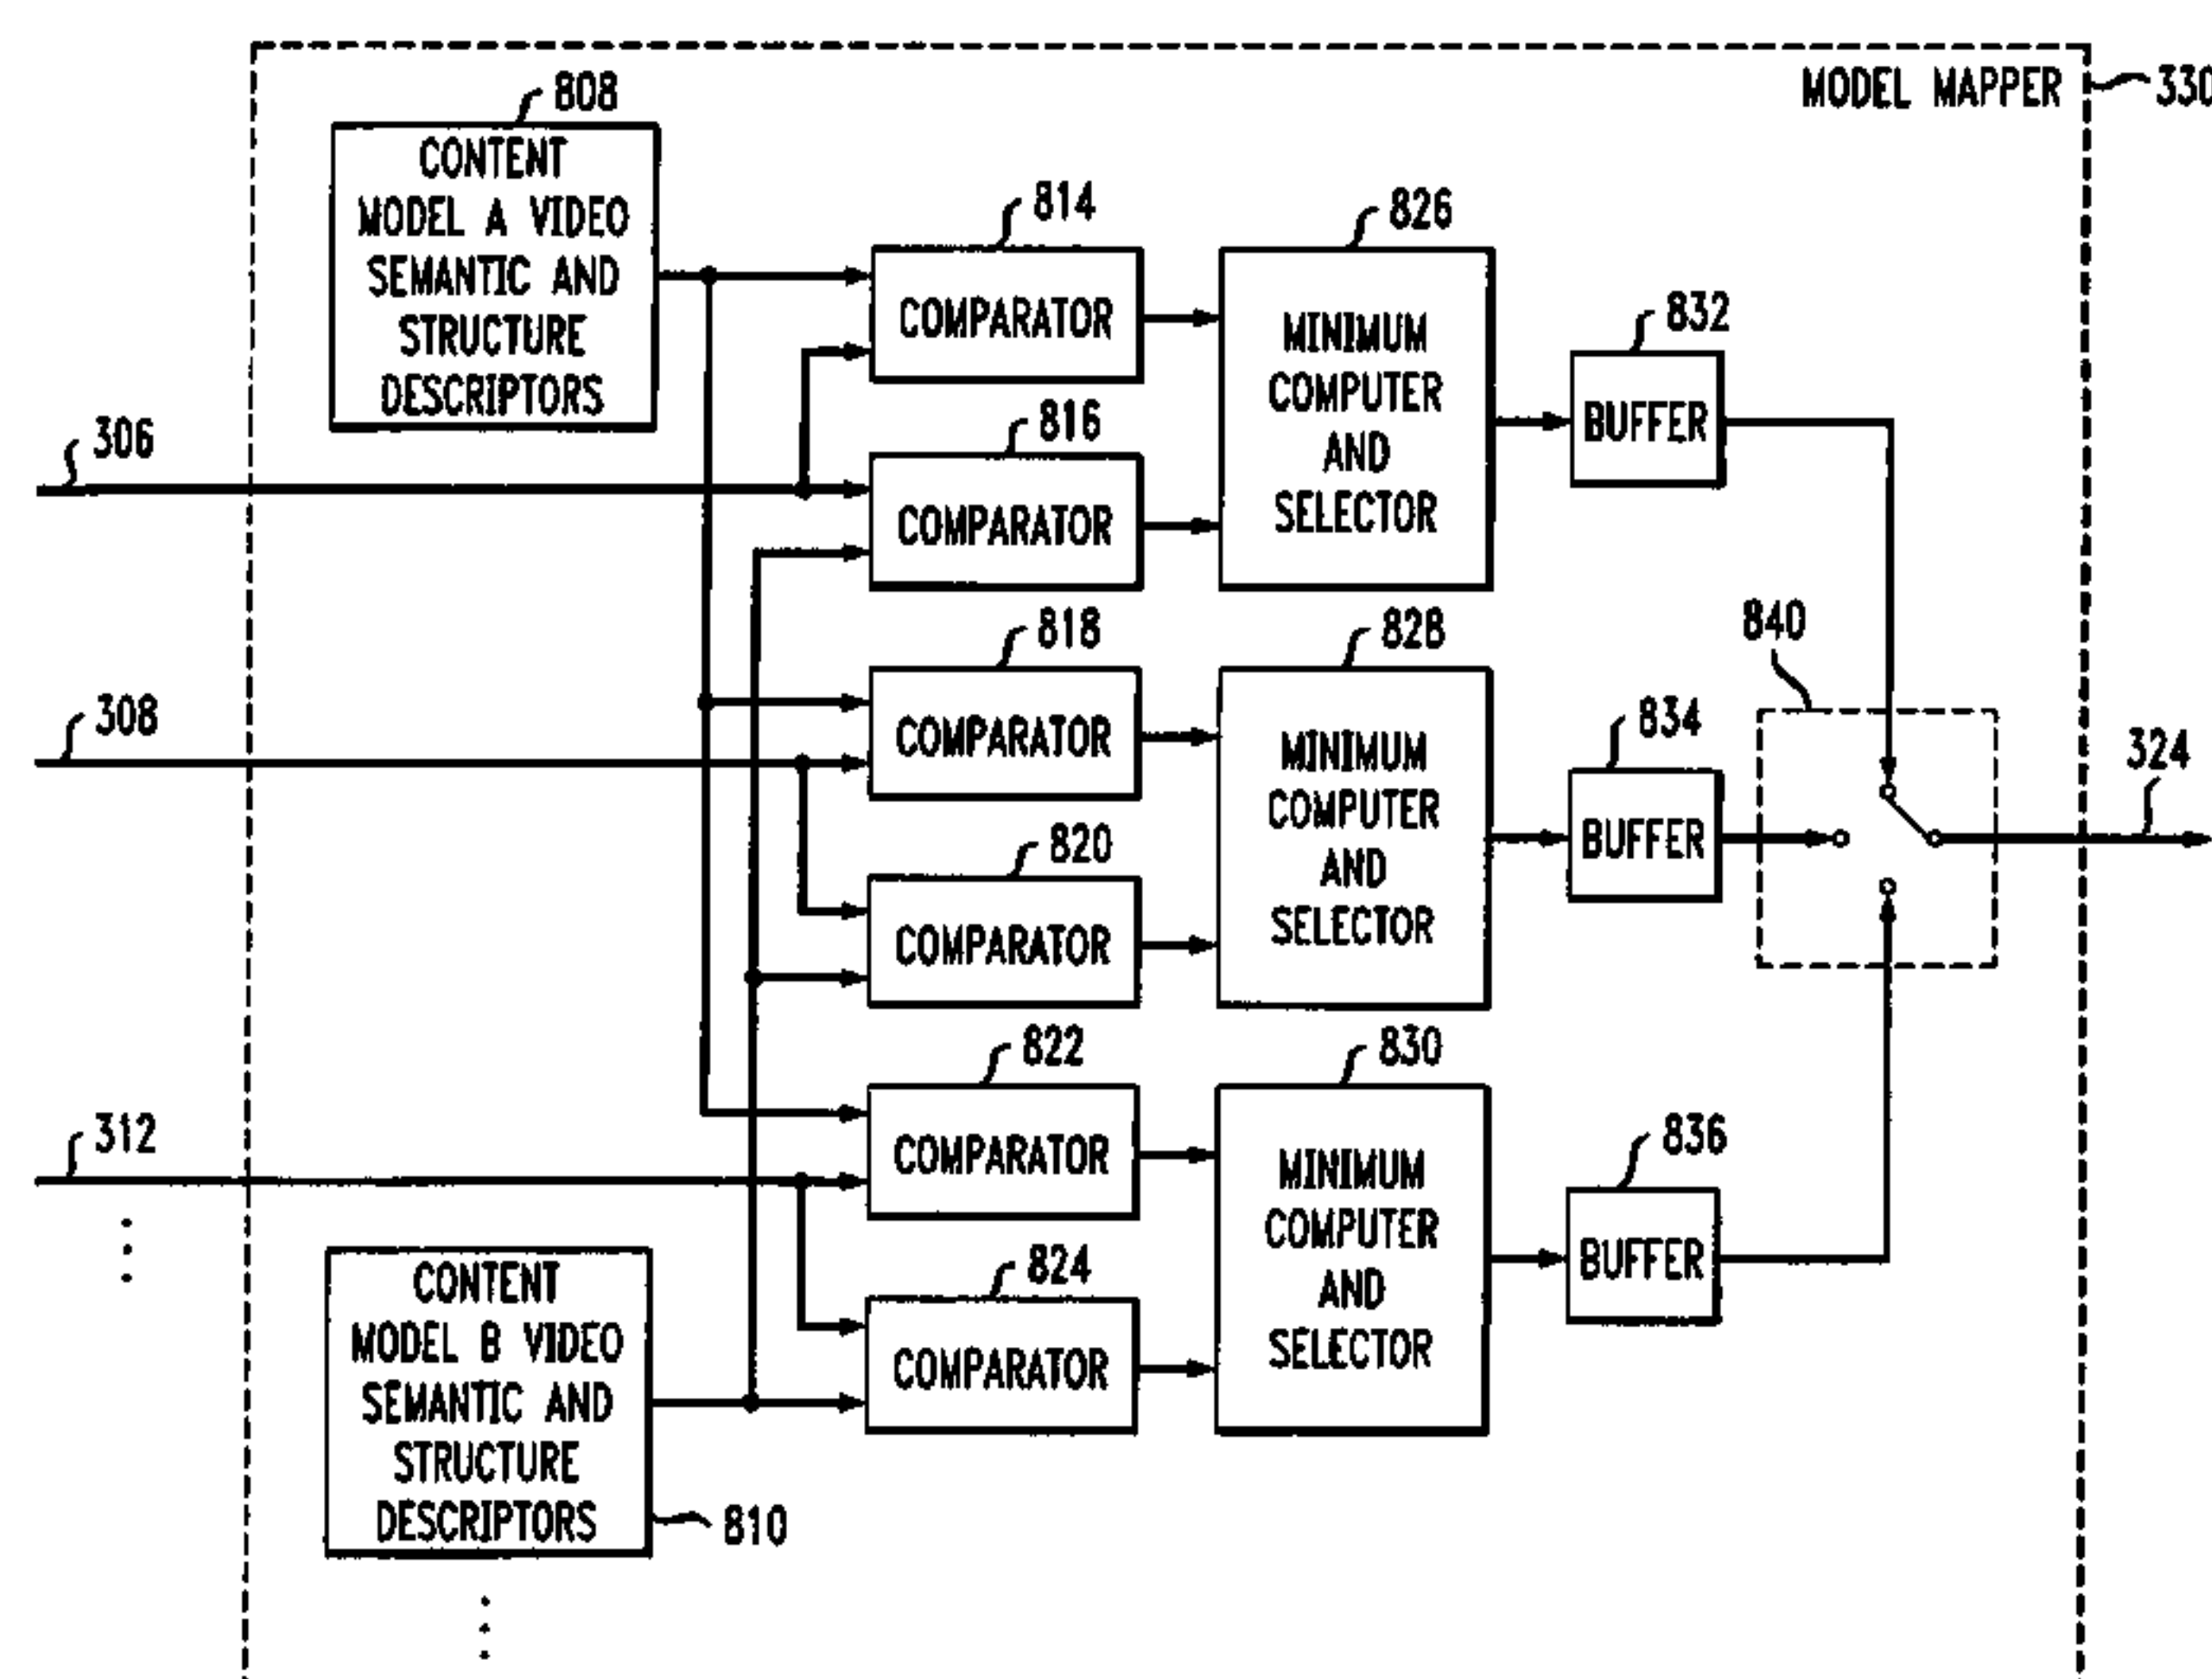 MODEL MAPPER
330
808
CONTENT
MODEL A VIDEO
SEMANTIC AND
STRUCTURE
DESCRIPTORS
814
COMPARATOR
826
MINIMUM
COMPUTER
AND
SELECTOR
832
BUFFER
306
816
COMPARATOR
818
COMPARATOR
828
MINIMUM
COMPUTER
AND
SELECTOR
834
BUFFER
840
324
308
820
COMPARATOR
822
COMPARATOR
830
MINIMUM
COMPUTER
AND
SELECTOR
836
BUFFER
312
824
COMPARATOR
CONTENT
MODEL B VIDEO
SEMANTIC AND
STRUCTURE
DESCRIPTORS
810